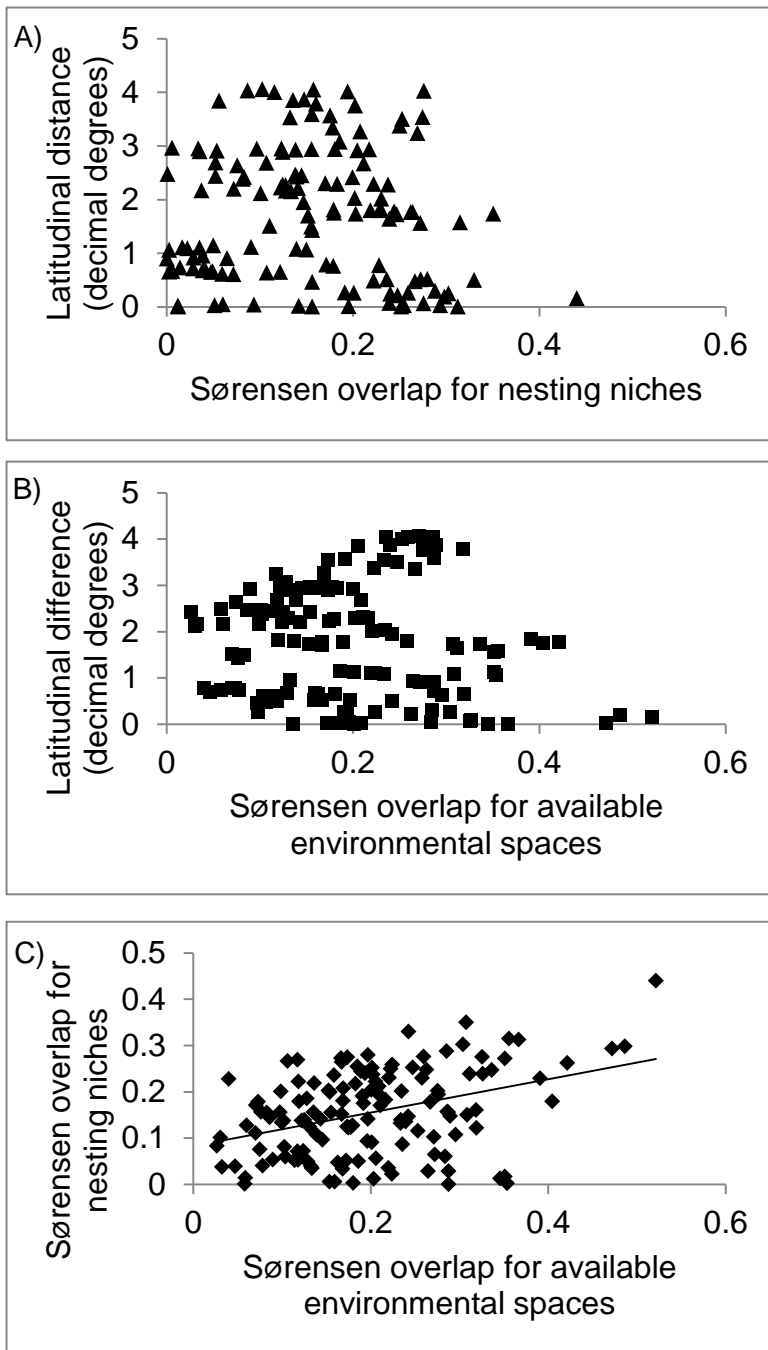 A)
Latitudinal distance
(decimal degrees)
5
4
3
2
1
0
0 0.2 0.4 0.6
Sørensen overlap for nesting niches
B)
Latitudinal difference
(decimal degrees)
5
4
3
2
1
0
0 0.2 0.4 0.6
Sørensen overlap for available
environmental spaces
C)
Sørensen overlap for
nesting niches
0.5
0.4
0.3
0.2
0.1
0
0 0.2 0.4 0.6
Sørensen overlap for available
environmental spaces